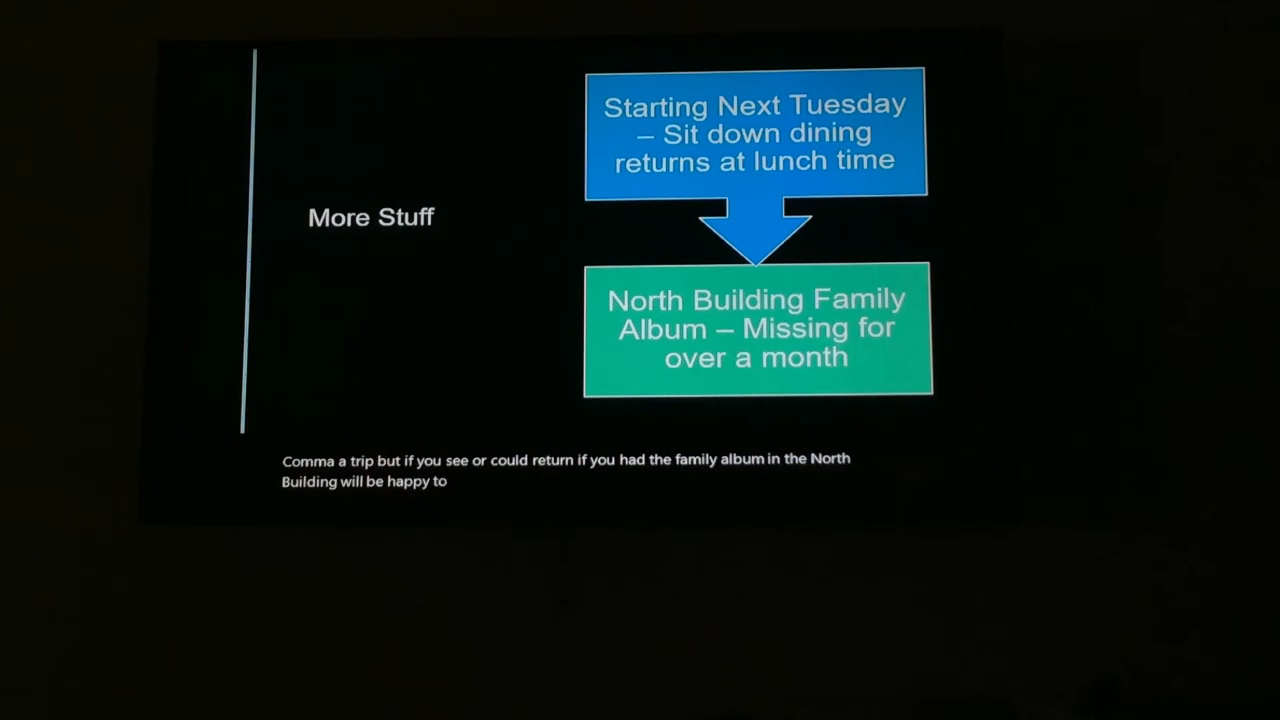 More Stuff
Starting Next Tuesday
– Sit down dining
returns at lunch time
North Building Family
Album – Missing for
over a month
Comma a trip but if you see or could return if you had the family album in the North
Building will be happy to